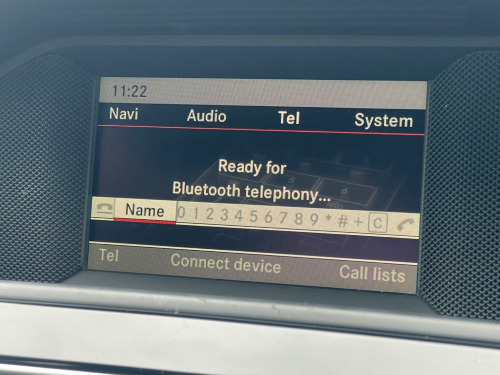 11:22
Navi Audio Tel System
Ready for
Bluetooth telephony...
Name 0 1 2 3 4 5 6 7 8 9 * # + C
Tel Connect device Call lists